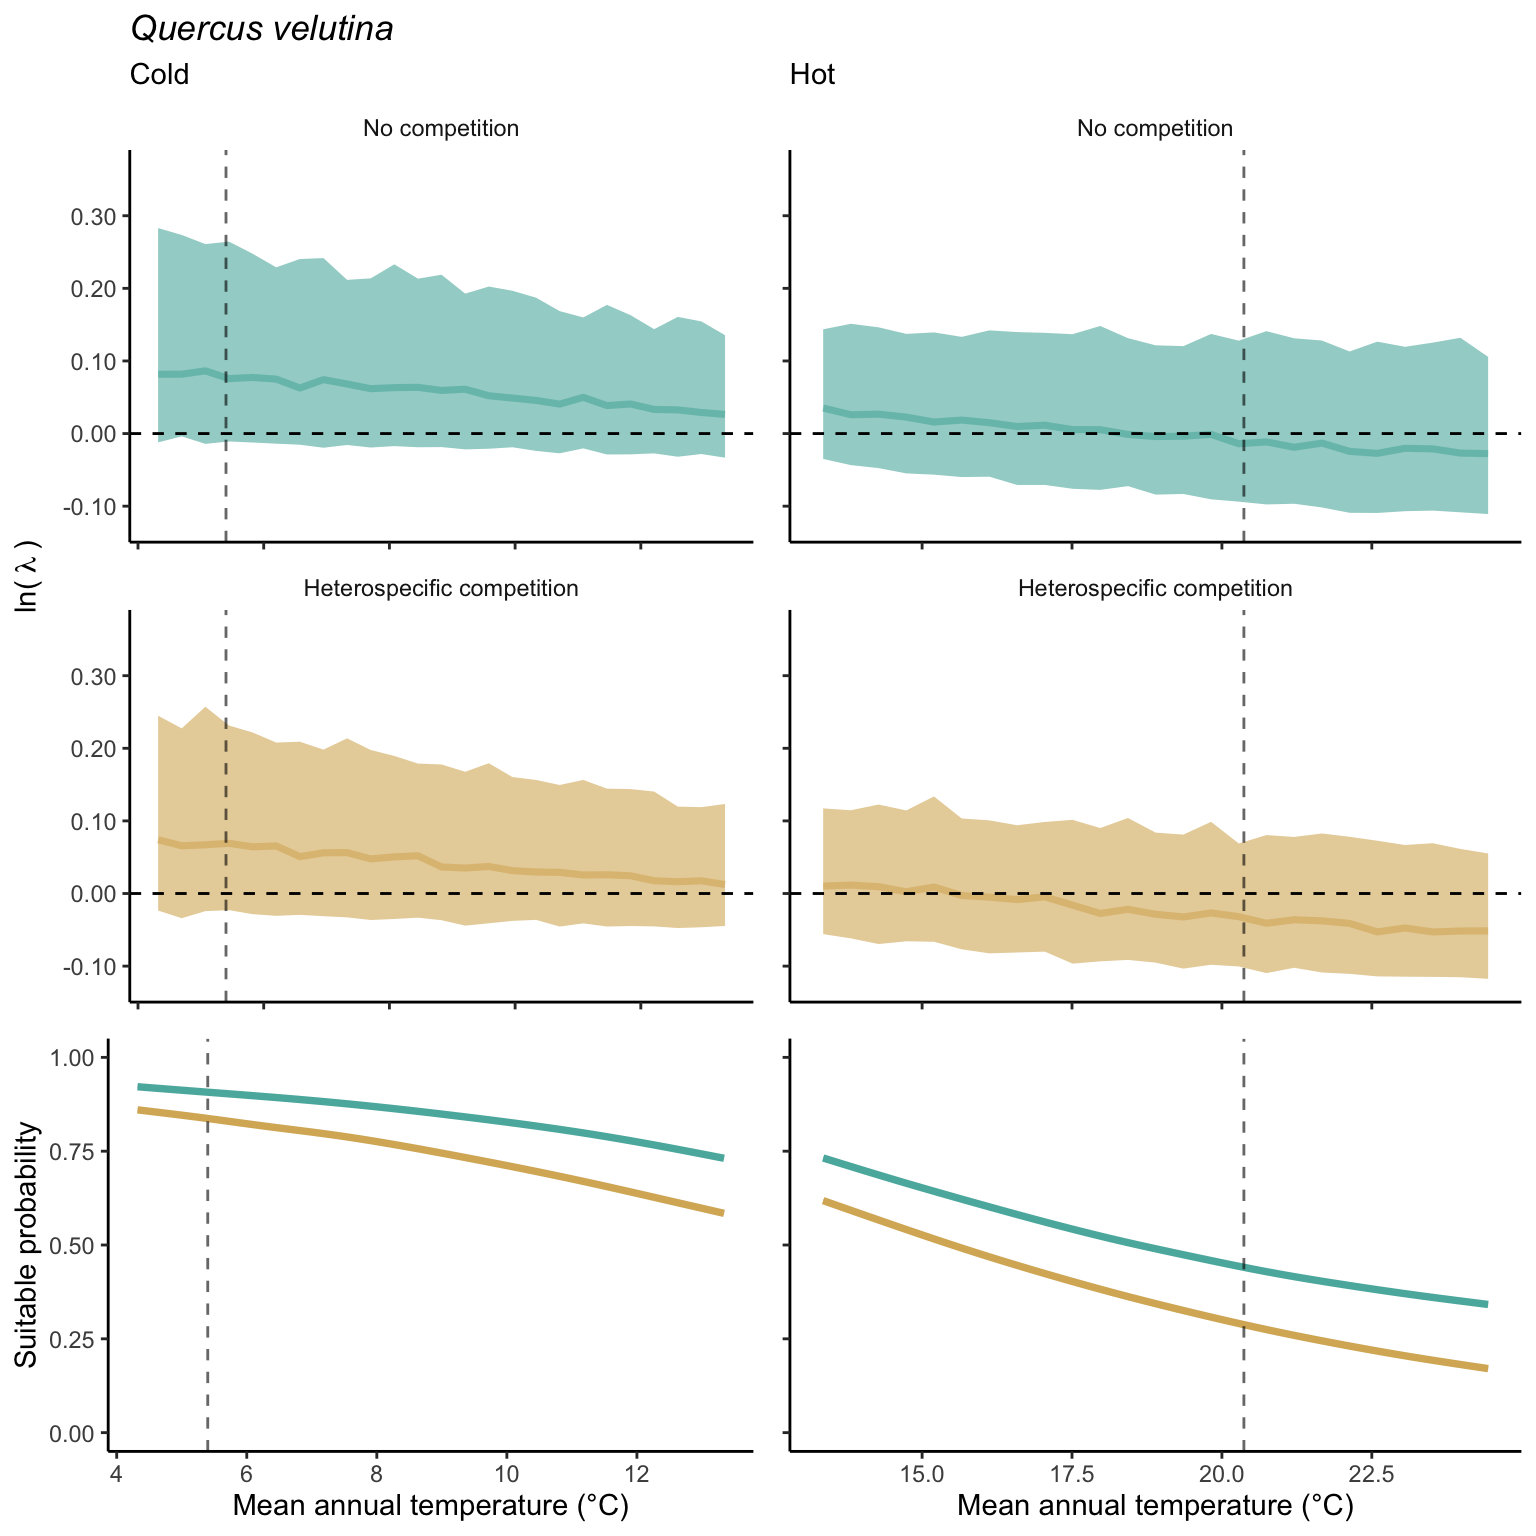 Quercus velutina
Cold
Hot
No competition
No competition
0.30
0.20
0.10
0.00
-0.10
ln( λ )
Heterospecific competition
Heterospecific competition
0.30
0.20
0.10
0.00
-0.10
1.00
0.75
0.50
0.25
0.00
Suitable probability
4 6 8 10 12
15.0 17.5 20.0 22.5
Mean annual temperature (°C)
Mean annual temperature (°C)